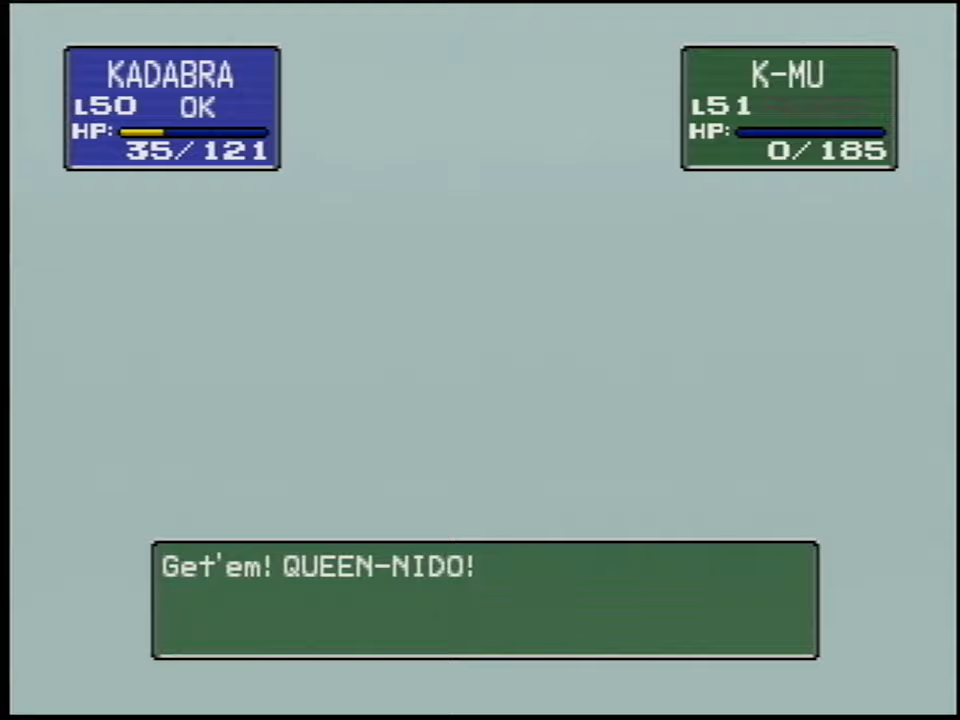 KADABRA
L50 OK
HP:
35/121
K-MU
L51
HP:
0/185
Get'em! QUEEN-NIDO!